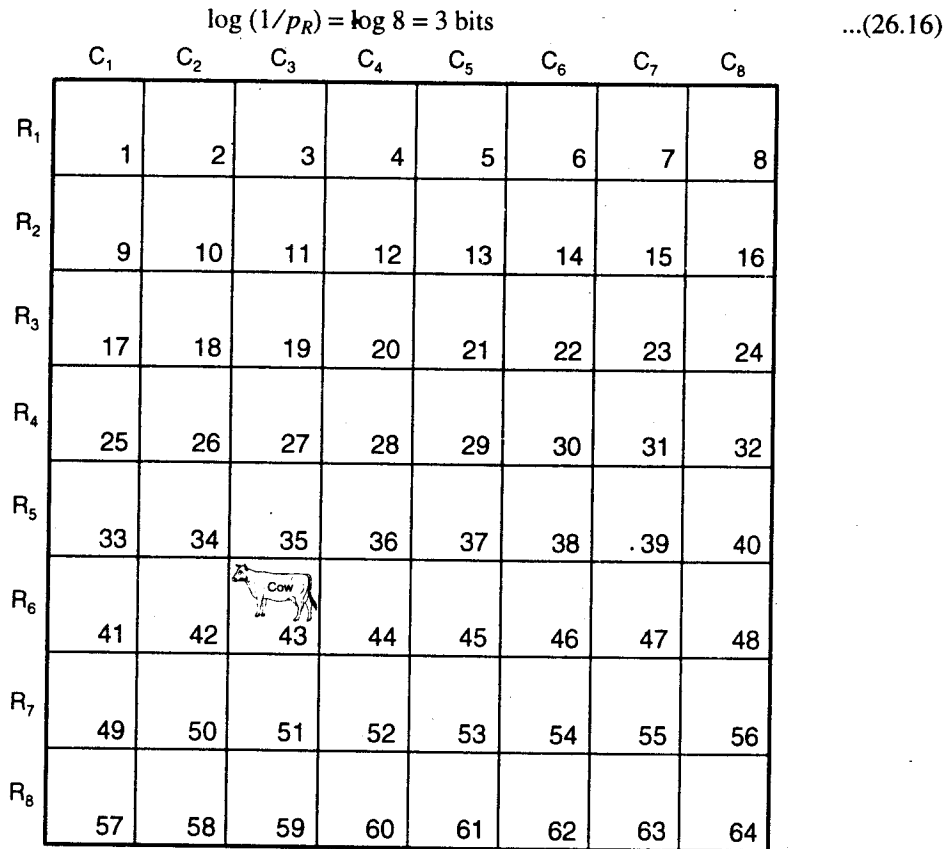 log (1/p_R) = log 8 = 3 bits ...(26.16)
C₁ C₂ C₃ C₄ C₅ C₆ C₇ C₈
R₁
1 2 3 4 5 6 7 8
R₂
9 10 11 12 13 14 15 16
R₃
17 18 19 20 21 22 23 24
R₄
25 26 27 28 29 30 31 32
R₅
33 34 35 36 37 38 39 40
Cow
R₆
41 42 43 44 45 46 47 48
R₇
49 50 51 52 53 54 55 56
R₈
57 58 59 60 61 62 63 64